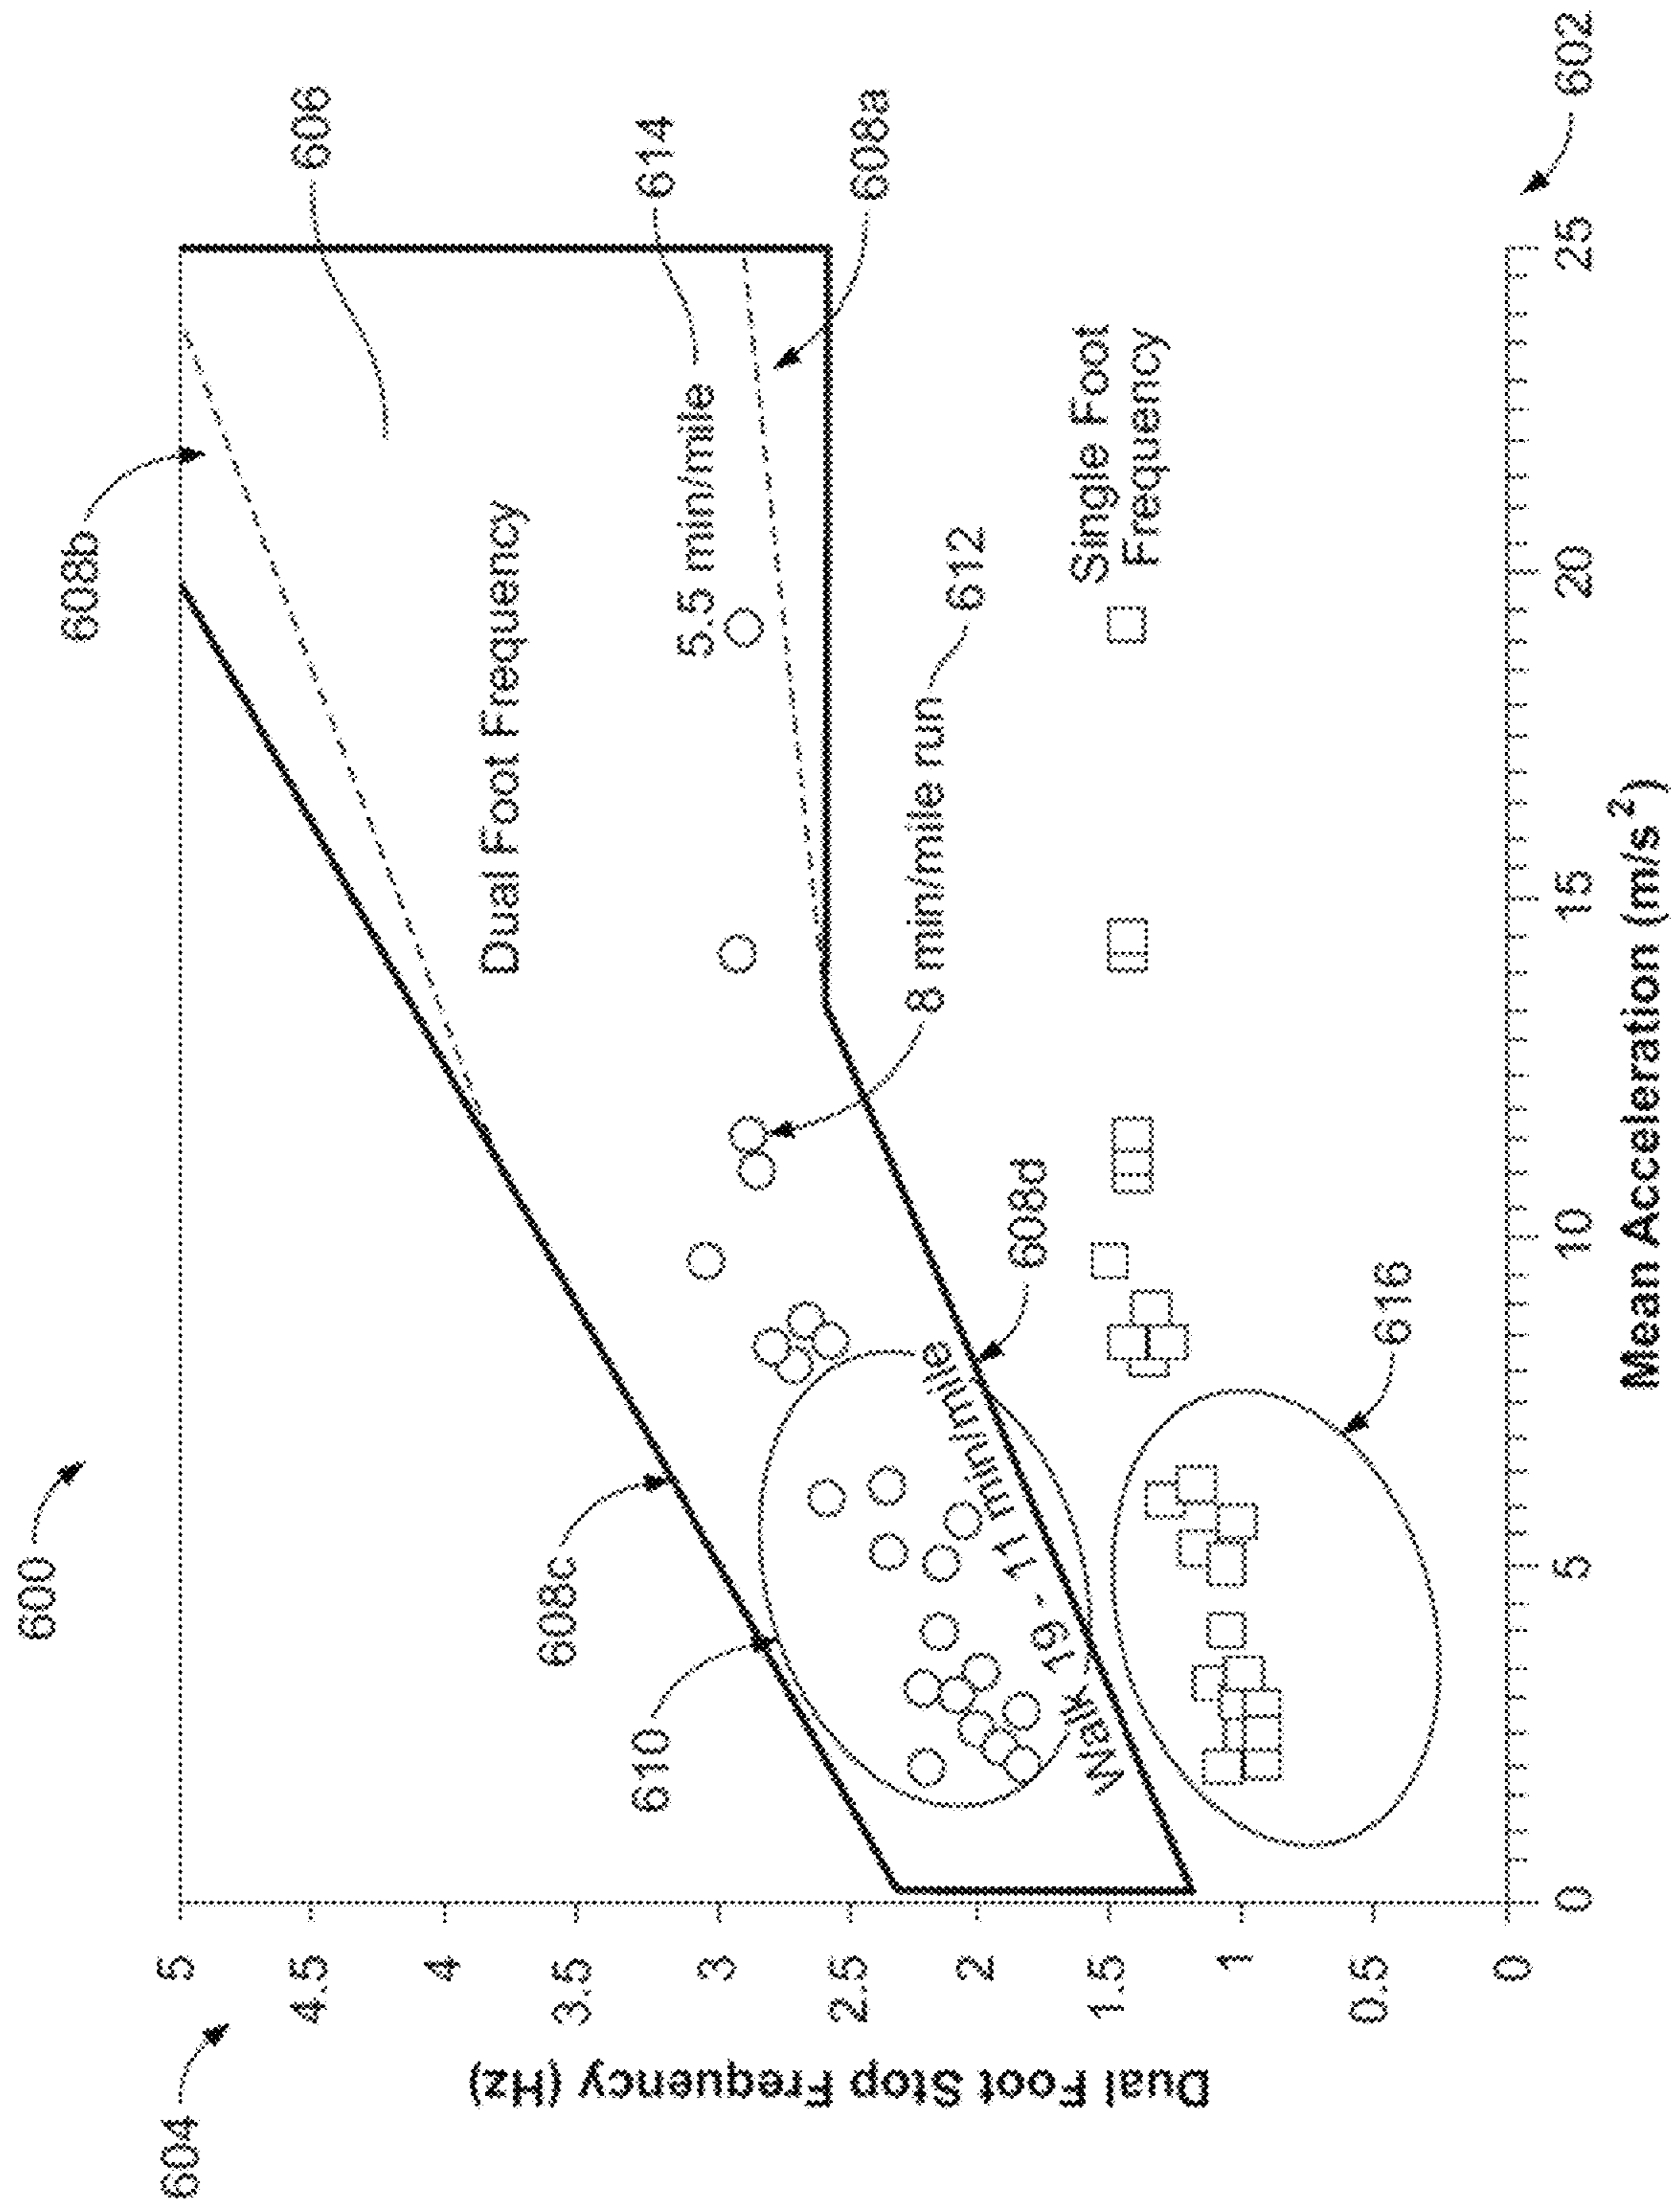 600
604
Dual Foot Stop Frequency (Hz)
5
4.5
4
3.5
3
2.5
2
1.5
1
0.5
0
608b
606
608c
Dual Foot Frequency
610
614
5.5 min/mile
608a
8 min/mile run
612
Walk 19 - 11 min/mile
608d
Single Foot
Frequency
616
0
5
10
15
20
25
602
Mean Acceleration (m/s²)